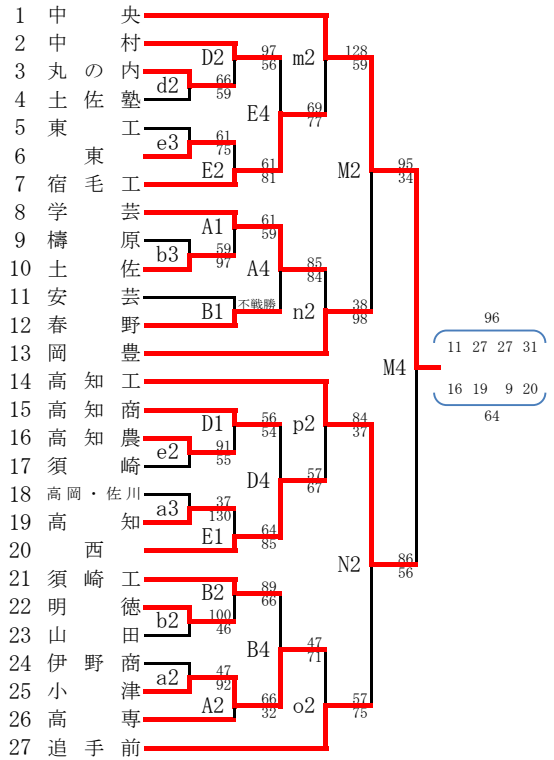 1 中央
2 中村
3 丸の内
4 土佐塾
5 東工
6 東
7 宿毛工
8 学芸
9 檮原
10 土佐
11 安芸
12 春野
13 岡豊
14 高知工
15 高知商
16 高知農
17 須崎
18 高岡・佐川
19 高知
20 西
21 須崎工
22 明徳
23 山田
24 伊野商
25 小津
26 高専
27 追手前
d2
e3
b3
e2
a3
b2
a2
66
59
61
75
59
97
91
55
37
130
100
46
47
92
D2
E2
A1
B1
D1
E1
B2
A2
97
56
61
81
61
59
不戦勝
56
54
64
85
89
66
66
32
E4
A4
D4
B4
69
77
85
84
57
67
47
71
m2
n2
p2
o2
128
59
38
98
84
37
57
75
M2
N2
95
34
86
56
M4
96
11 27 27 31
16 19 9 20
64